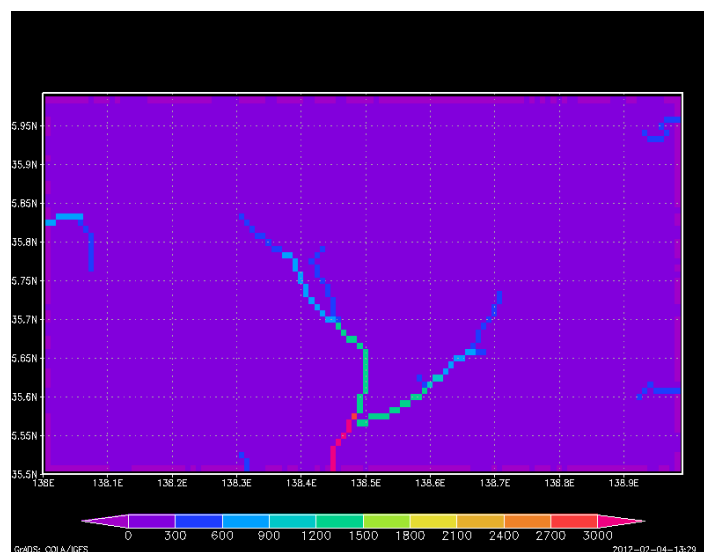 5.95N
35.9N
35.85N
35.8N
35.75N
35.7N
35.65N
35.6N
35.55N
35.5N
138E 138.1E 138.2E 138.3E 138.4E 138.5E 138.6E 138.7E 138.8E 138.9E
0 300 600 900 1200 1500 1800 2100 2400 2700 3000
GrADS: COLA/IGES 2012-02-04-13:29